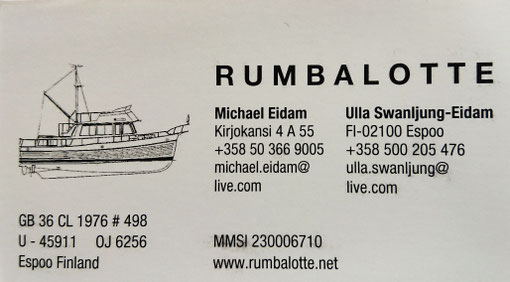 RUMBALOTTE
Michael Eidam
Kirjokansi 4 A 55
+358 50 366 9005
michael.eidam@
live.com
Ulla Swanljung-Eidam
FI-02100 Espoo
+358 500 205 476
ulla.swanljung@
live.com
GB 36 CL 1976 # 498
U - 45911 OJ 6256
Espoo Finland
MMSI 230006710
www.rumbalotte.net